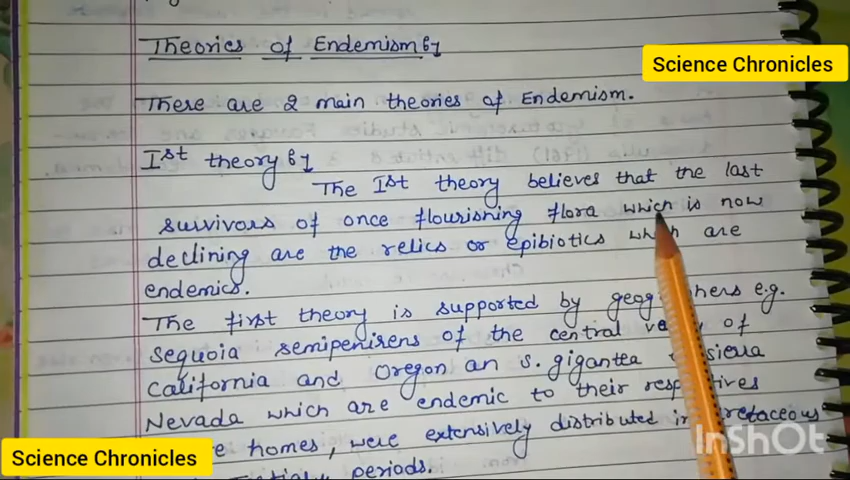 Theories of Endemism
Science Chronicles
There are 2 main theories of Endemism.
Ist theory
The Ist theory believes that the last
survivors of once flourishing flora which is now
declining are the relics or epibiotics which are
endemics.
The first theory is supported by e.g.
Sequoia semipenirens of the central of
California and Oregon an s. gigantea sierra
Nevada which are endemic to their respectives
homes, were extensively distributed in
periods.
Science Chronicles
InShOt